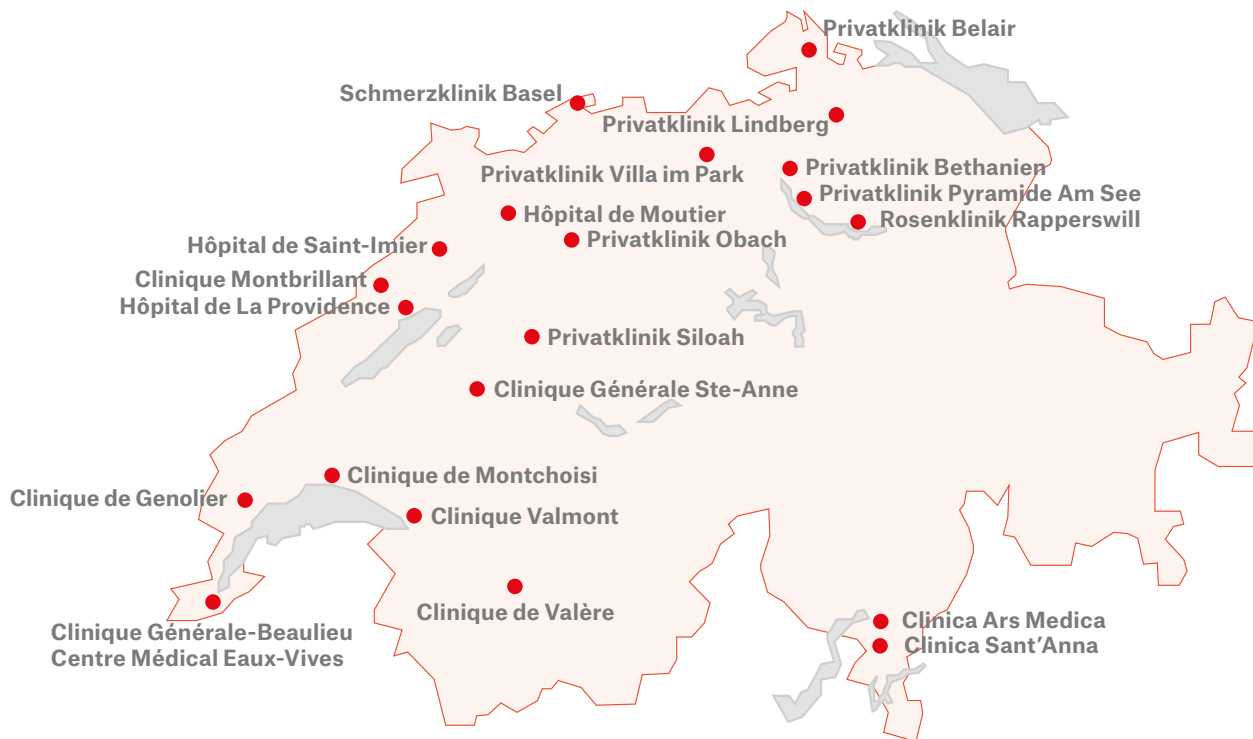 Privatklinik Belair
Schmerzklinik Basel
Privatklinik Lindberg
Privatklinik Villa im Park
Privatklinik Bethanien
Privatklinik Pyramide Am See
Hôpital de Moutier
Rosenklinik Rapperswill
Hôpital de Saint-Imier
Privatklinik Obach
Clinique Montbrillant
Hôpital de La Providence
Privatklinik Siloah
Clinique Générale Ste-Anne
Clinique de Montchoisi
Clinique de Genolier
Clinique Valmont
Clinique de Valère
Clinica Ars Medica
Clinique Générale-Beaulieu
Clinica Sant’Anna
Centre Médical Eaux-Vives